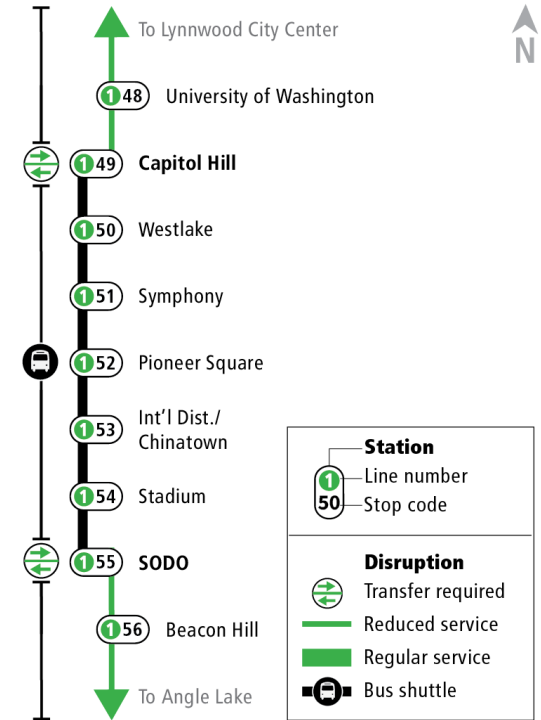 To Lynnwood City Center
N
1 48 University of Washington
1 49 Capitol Hill
1 50 Westlake
1 51 Symphony
1 52 Pioneer Square
1 53 Int'l Dist./
Chinatown
1 54 Stadium
1 55 SODO
1 56 Beacon Hill
To Angle Lake
Station
1 Line number
50 Stop code
Disruption
Transfer required
Reduced service
Regular service
Bus shuttle